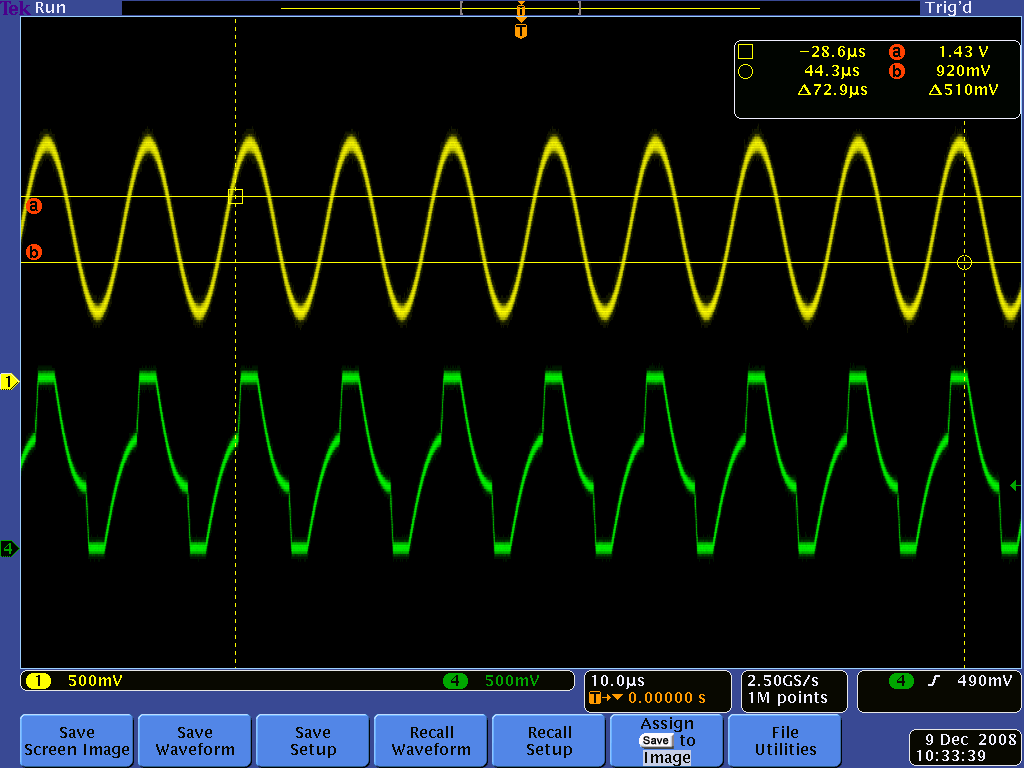 Tek Run Trig'd
T
T
−28.6µs a 1.43 V
44.3µs b 920mV
Δ72.9µs Δ510mV
a
b
1
4
1 500mV 4 500mV
10.0µs
T→▼ 0.00000 s
2.50GS/s
1M points
4 490mV
Save
Screen Image
Save
Waveform
Save
Setup
Recall
Waveform
Recall
Setup
Assign
Save to
Image
File
Utilities
9 Dec 2008
10:33:39